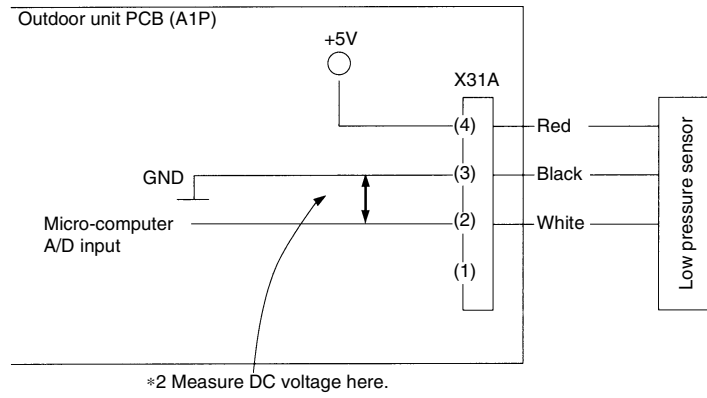 Outdoor unit PCB (A1P)
+5V
X31A
(4)
Red
GND
(3)
Black
Micro-computer
A/D input
(2)
White
(1)
Low pressure sensor
*2 Measure DC voltage here.